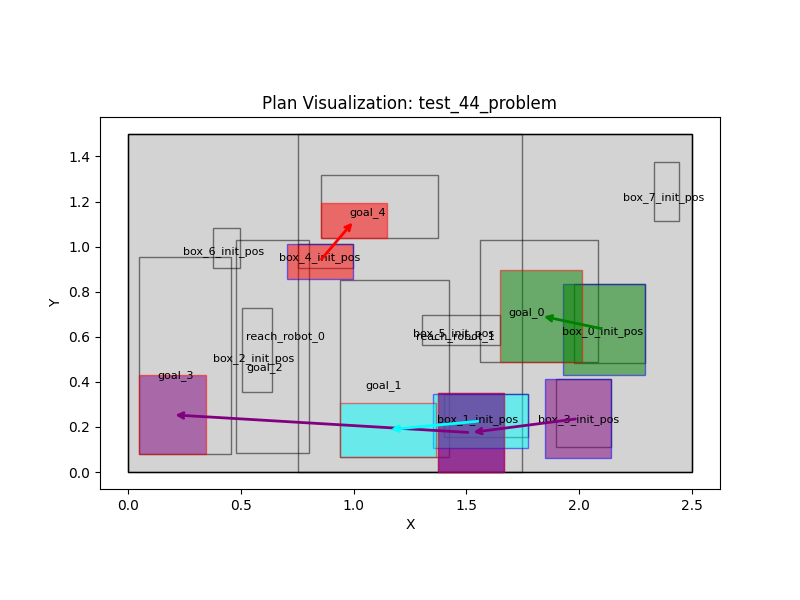 Plan Visualization: test_44_problem
Y
1.4
1.2
1.0
0.8
0.6
0.4
0.2
0.0
box_7_init_pos
goal_4
box_6_init_pos
box_4_init_pos
goal_0
box_5_init_pos
box_0_init_pos
reach_robot_0
reach_robot_1
box_2_init_pos
goal_2
goal_3
goal_1
box_1_init_pos
box_3_init_pos
0.0
0.5
1.0
1.5
2.0
2.5
X